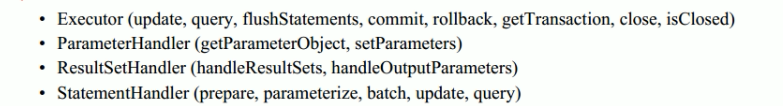 • Executor (update, query, flushStatements, commit, rollback, getTransaction, close, isClosed)
• ParameterHandler (getParameterObject, setParameters)
• ResultSetHandler (handleResultSets, handleOutputParameters)
• StatementHandler (prepare, parameterize, batch, update, query)